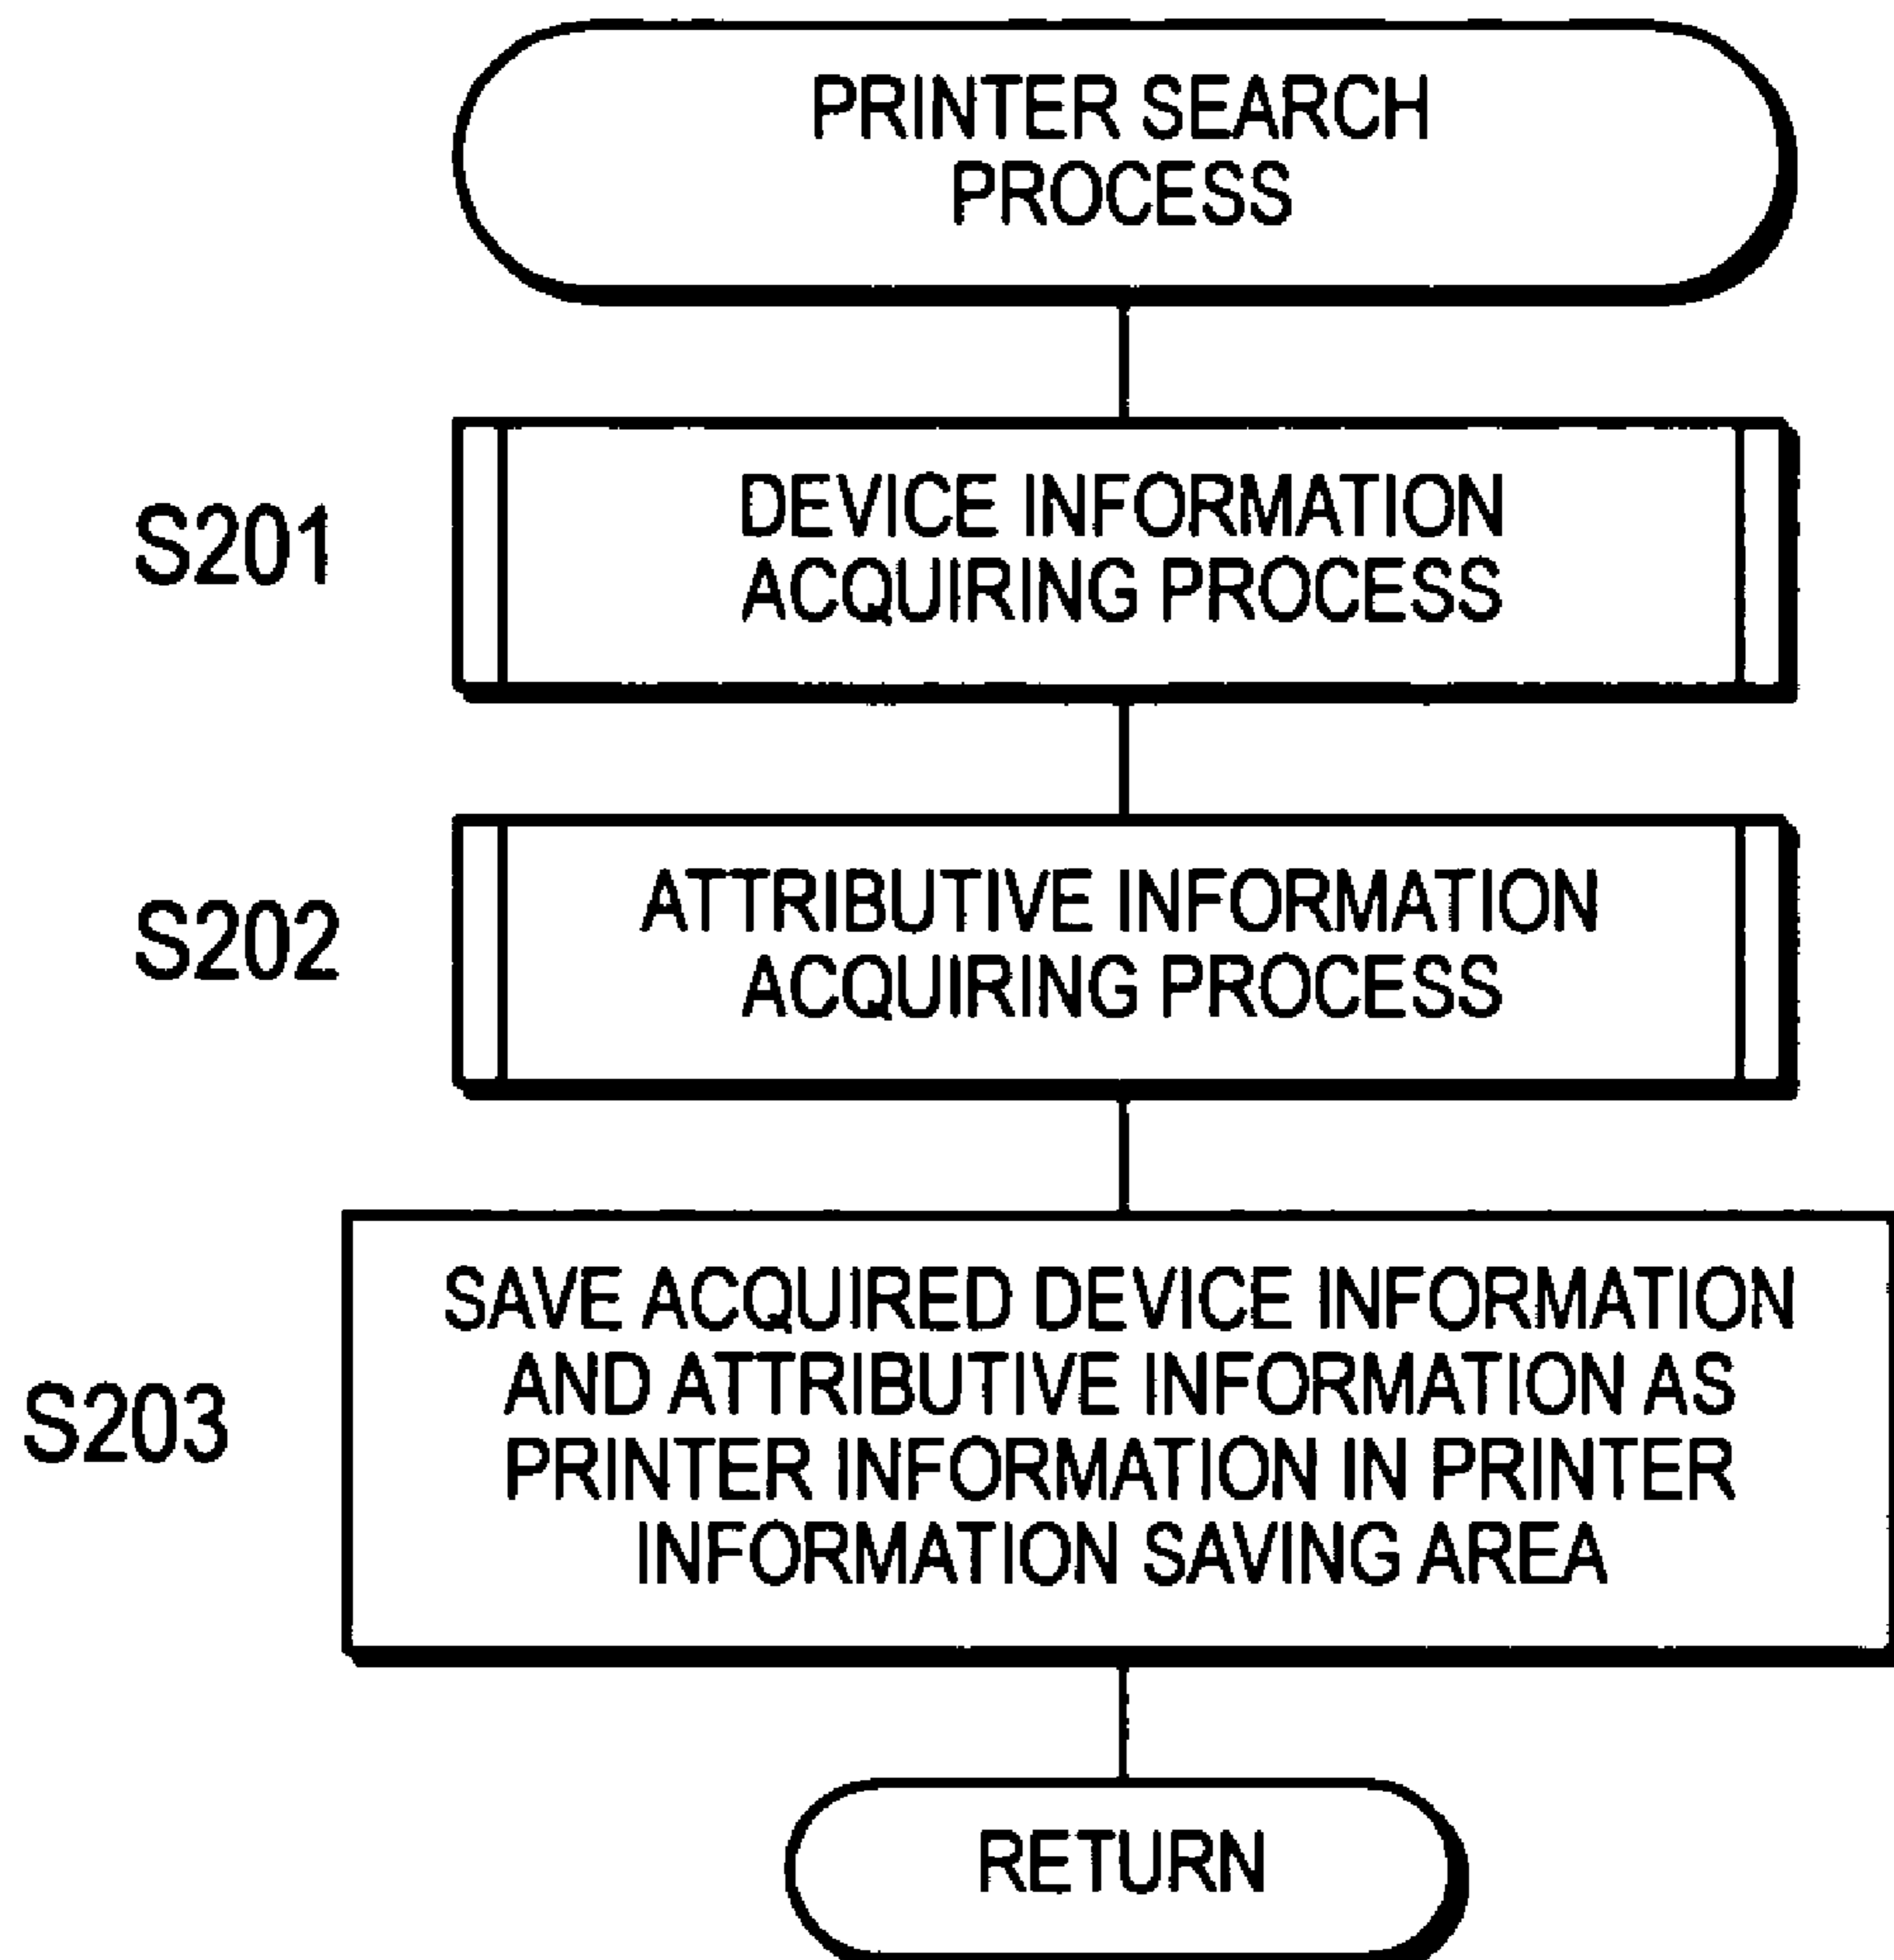 PRINTER SEARCH
PROCESS
S201
DEVICE INFORMATION
ACQUIRING PROCESS
S202
ATTRIBUTIVE INFORMATION
ACQUIRING PROCESS
S203
SAVE ACQUIRED DEVICE INFORMATION
AND ATTRIBUTIVE INFORMATION AS
PRINTER INFORMATION IN PRINTER
INFORMATION SAVING AREA
RETURN